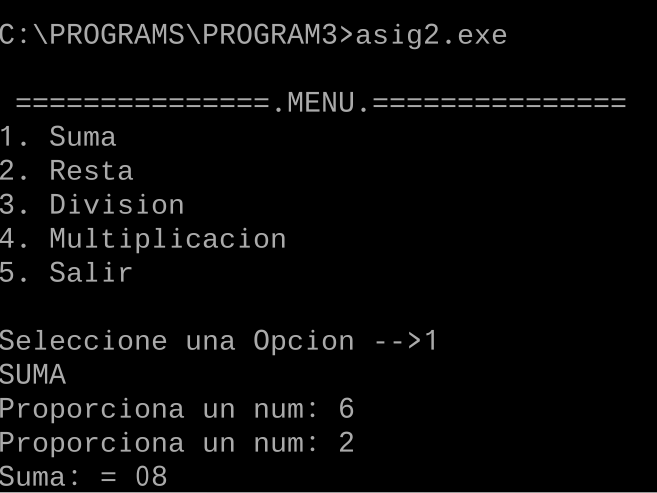 C:\PROGRAMS\PROGRAM3>asig2.exe
===============.MENU.===============
1. Suma
2. Resta
3. Division
4. Multiplicacion
5. Salir
Seleccione una Opcion -->1
SUMA
Proporciona un num: 6
Proporciona un num: 2
Suma: = 08